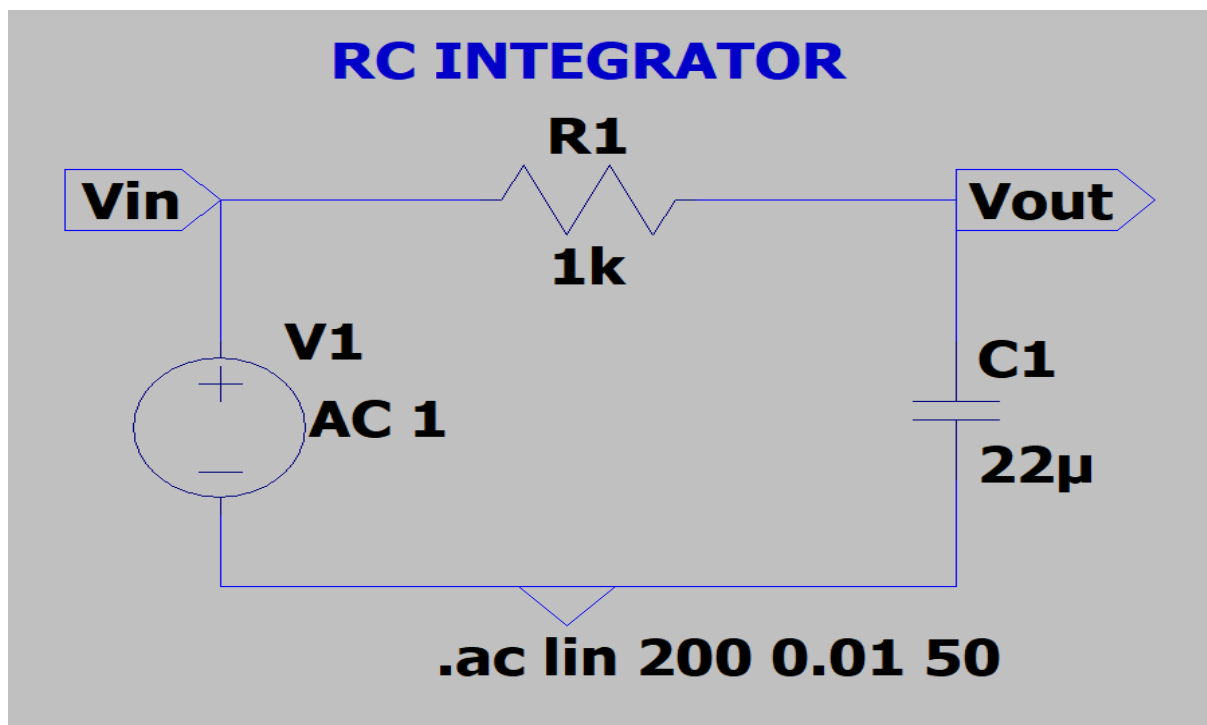 RC INTEGRATOR
R1
Vin
Vout
1k
V1
AC 1
C1
22µ
.ac lin 200 0.01 50